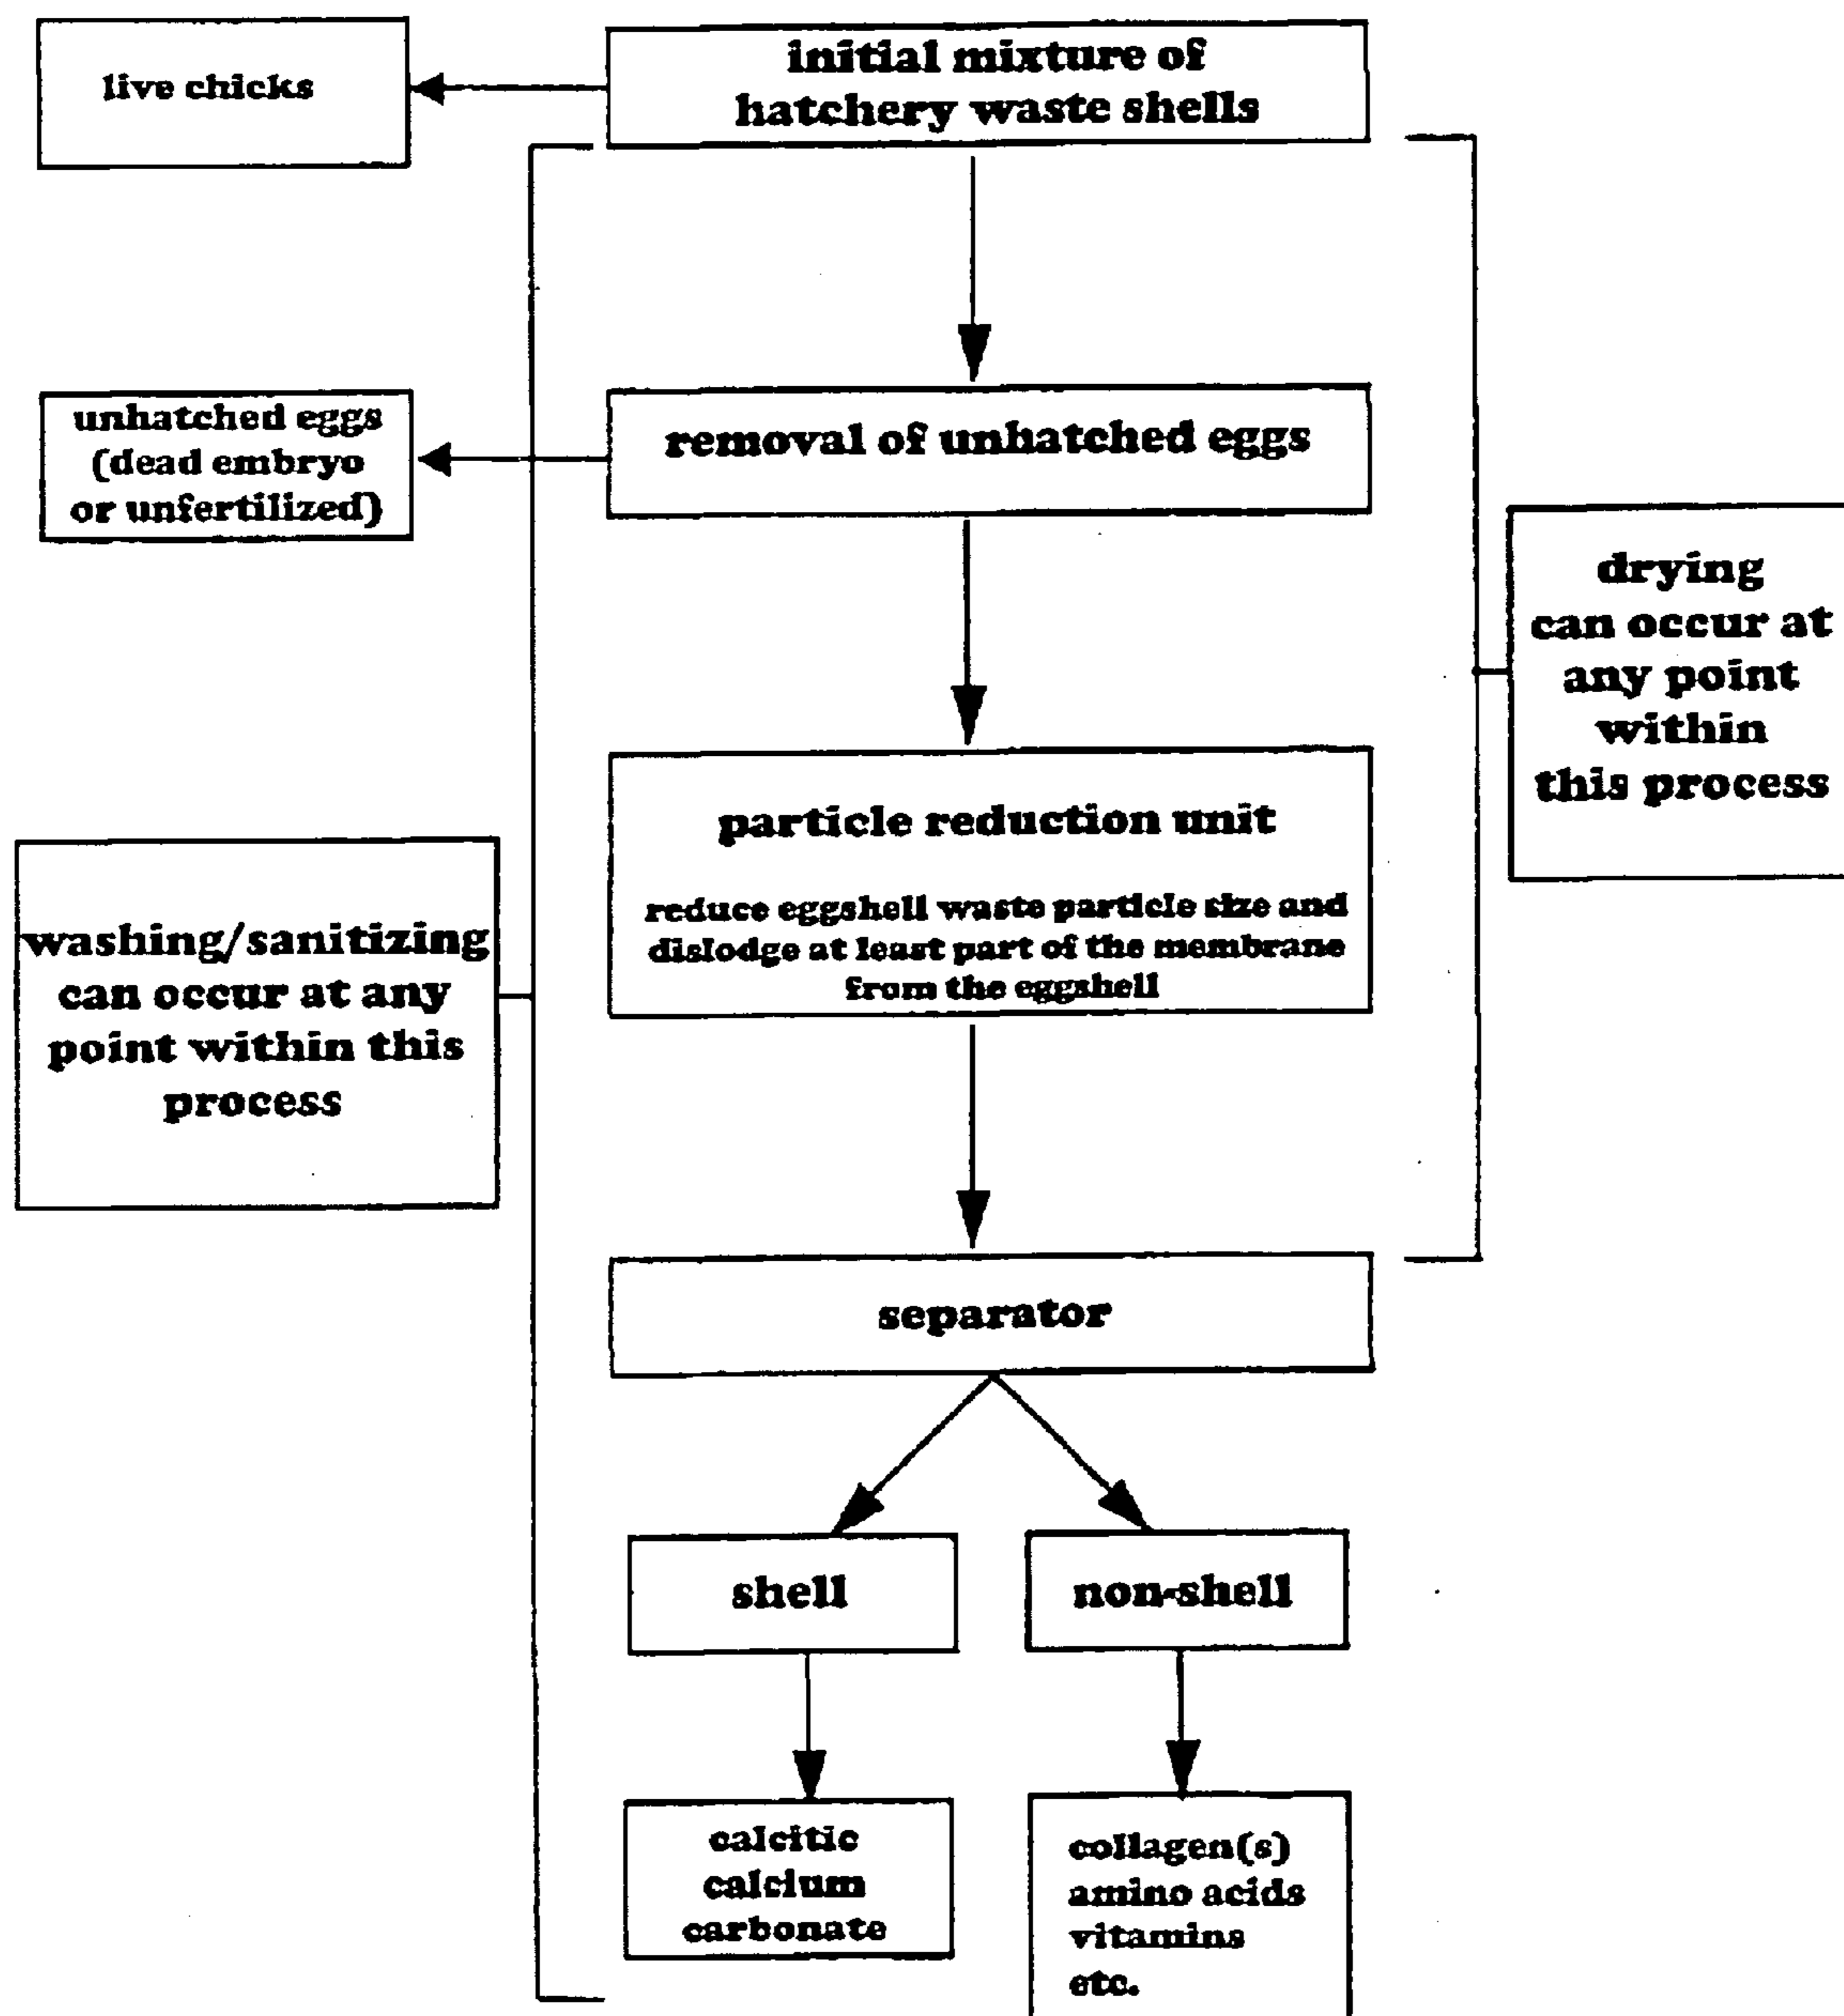 live chicks
initial mixture of
hatchery waste shells
unhatched eggs
(dead embryo
or unfertilized)
removal of unhatched eggs
drying
can occur at
any point
within
this process
particle reduction unit
reduce eggshell waste particle size and
dislodge at least part of the membrane
from the eggshell
washing/sanitizing
can occur at any
point within this
process
separator
shell
non-shell
calcitic
calcium
carbonate
collagen(s)
amino acids
vitamins
etc.